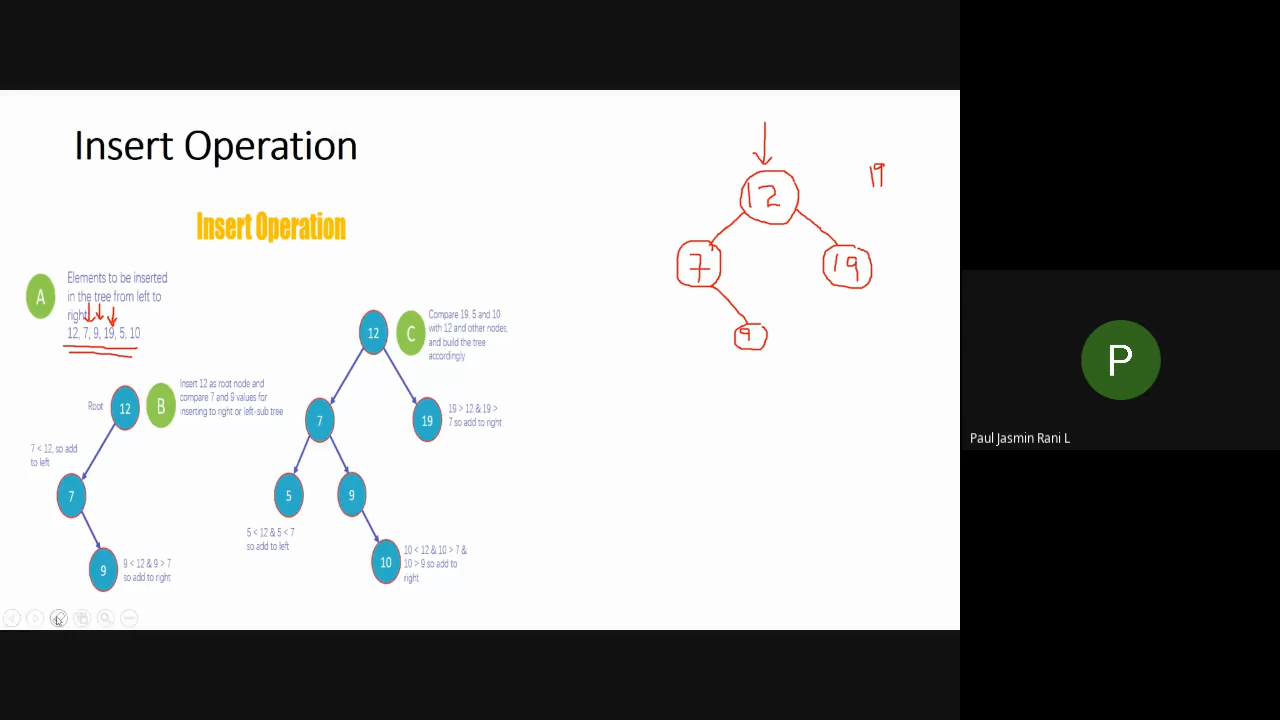 Insert Operation
Insert Operation
A
Elements to be inserted
in the tree from left to
right
12, 7, 9, 19, 5, 10
Root
12
B
Insert 12 as root node and
compare 7 and 9 values for
inserting to right or left-sub tree
7 < 12, so add
to left
7
9
9 < 12 & 9 > 7
so add to right
12
C
Compare 19, 5 and 10
with 12 and other nodes,
and build the tree
accordingly
7
19
19 > 12 & 19 >
7 so add to right
5
9
5 < 12 & 5 < 7
so add to left
10
10 < 12 & 10 > 7 &
10 > 9 so add to
right
12
19
7
19
9
P
Paul Jasmin Rani L